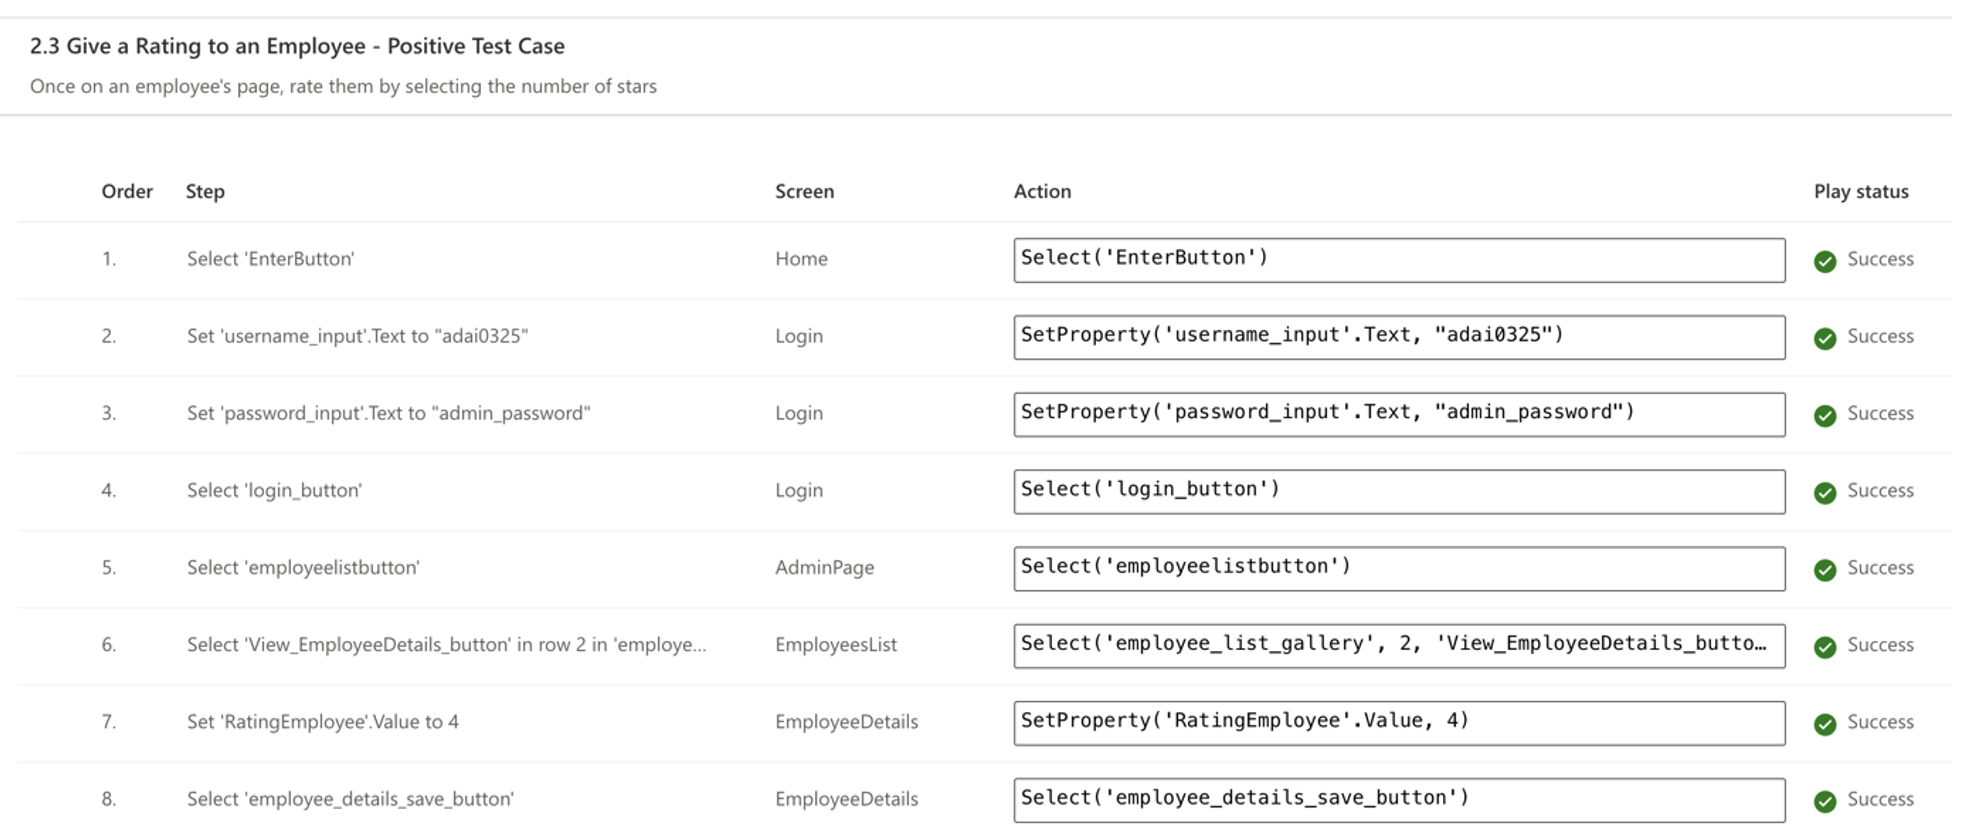 2.3 Give a Rating to an Employee - Positive Test Case
Once on an employee's page, rate them by selecting the number of stars
Order Step Screen Action Play status
1. Select 'EnterButton' Home Select('EnterButton') Success
2. Set 'username_input'.Text to "adai0325" Login SetProperty('username_input'.Text, "adai0325") Success
3. Set 'password_input'.Text to "admin_password" Login SetProperty('password_input'.Text, "admin_password") Success
4. Select 'login_button' Login Select('login_button') Success
5. Select 'employeelistbutton' AdminPage Select('employeelistbutton') Success
6. Select 'View_EmployeeDetails_button' in row 2 in 'employe... EmployeesList Select('employee_list_gallery', 2, 'View_EmployeeDetails_butto... Success
7. Set 'RatingEmployee'.Value to 4 EmployeeDetails SetProperty('RatingEmployee'.Value, 4) Success
8. Select 'employee_details_save_button' EmployeeDetails Select('employee_details_save_button') Success